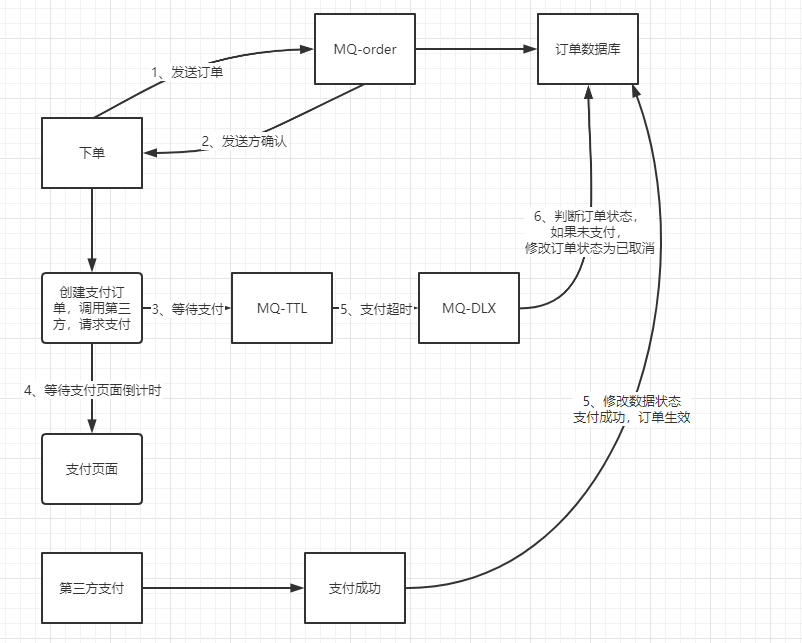 MQ-order
订单数据库
1、发送订单
2、发送方确认
下单
6、判断订单状态，
如果未支付，
修改订单状态为已取消
创建支付订
单，调用第三
方，请求支付
3、等待支付
MQ-TTL
5、支付超时
MQ-DLX
4、等待支付页面倒计时
5、修改数据状态
支付成功，订单生效
支付页面
第三方支付
支付成功